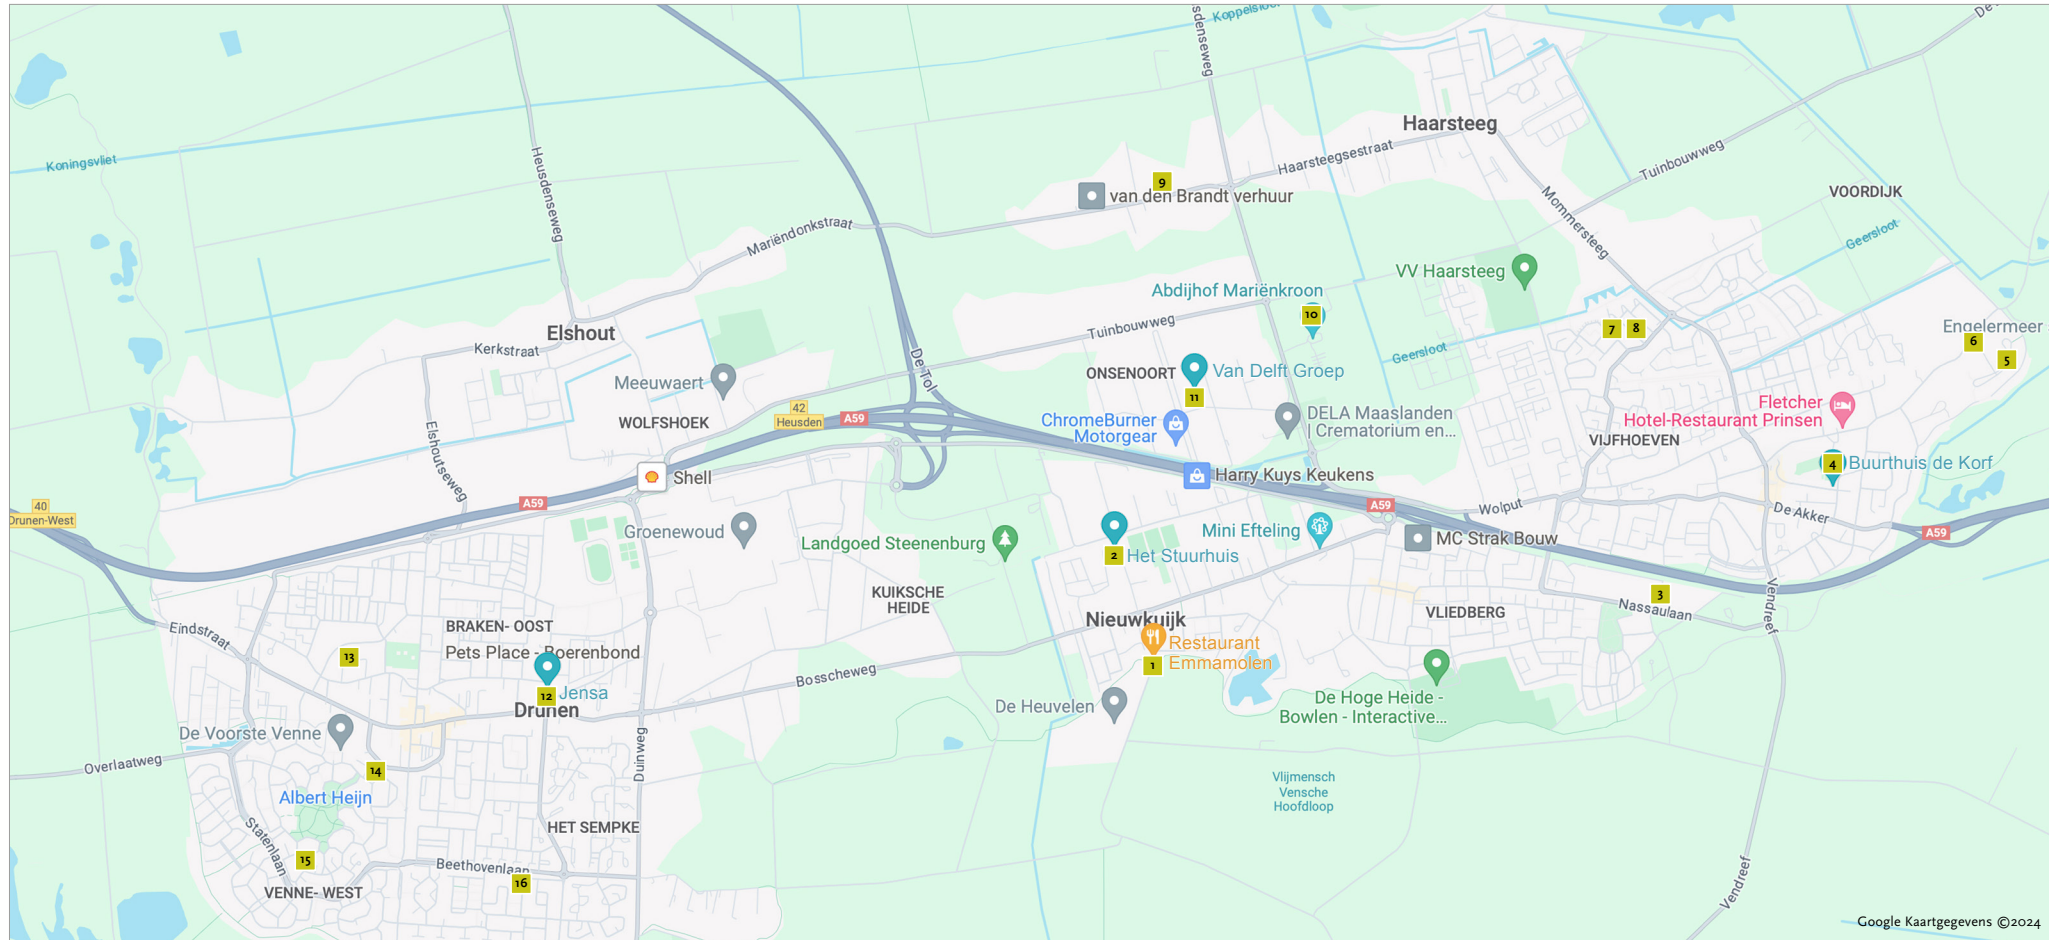 Koppelsloot
sdenseweg
Haarsteeg
Haarsteegsestraat
Tuinbouwweg
VOORDIJK
Koningsvliet
Heusdenseweg
9
van den Brandt verhuur
Mommersteeg
Geersloot
Mariëndonkstraat
VV Haarsteeg
Abdijhof Mariënkroon
10
Tuinbouwweg
7
8
Engelermeer
6
5
Elshout
Kerkstraat
De Tol
Geersloot
Meeuwaert
ONSENOORT
Van Delft Groep
11
WOLFSHOEK
42
Heusden
A59
ChromeBurner
Motorgear
DELA Maaslanden
| Crematorium en...
Fletcher
Hotel-Restaurant Prinsen
VIJFHOEVEN
4
Buurthuis de Korf
Elshoutseweg
Shell
Harry Kuys Keukens
A59
A59
Wolput
De Akker
40
Drunen-West
A59
Groenewoud
Landgoed Steenenburg
2
Het Stuurhuis
Mini Efteling
MC Strak Bouw
KUIKSCHE
HEIDE
3
Nassaulaan
Vendreef
Nieuwkuijk
VLIEDBERG
Eindstraat
BRAKEN- OOST
Pets Place - Boerenbond
13
12
Jensa
Drunen
Bosscheweg
Restaurant
Emmamolen
1
De Heuvelen
De Hoge Heide -
Bowlen - Interactive...
De Voorste Venne
Overlaatweg
14
Albert Heijn
Duinweg
Vlijmensch
Vensche
Hoofdloop
Statenlaan
HET SEMPKE
15
Beethovenlaan
16
VENNE- WEST
Vendreef
Google Kaartgegevens ©2024